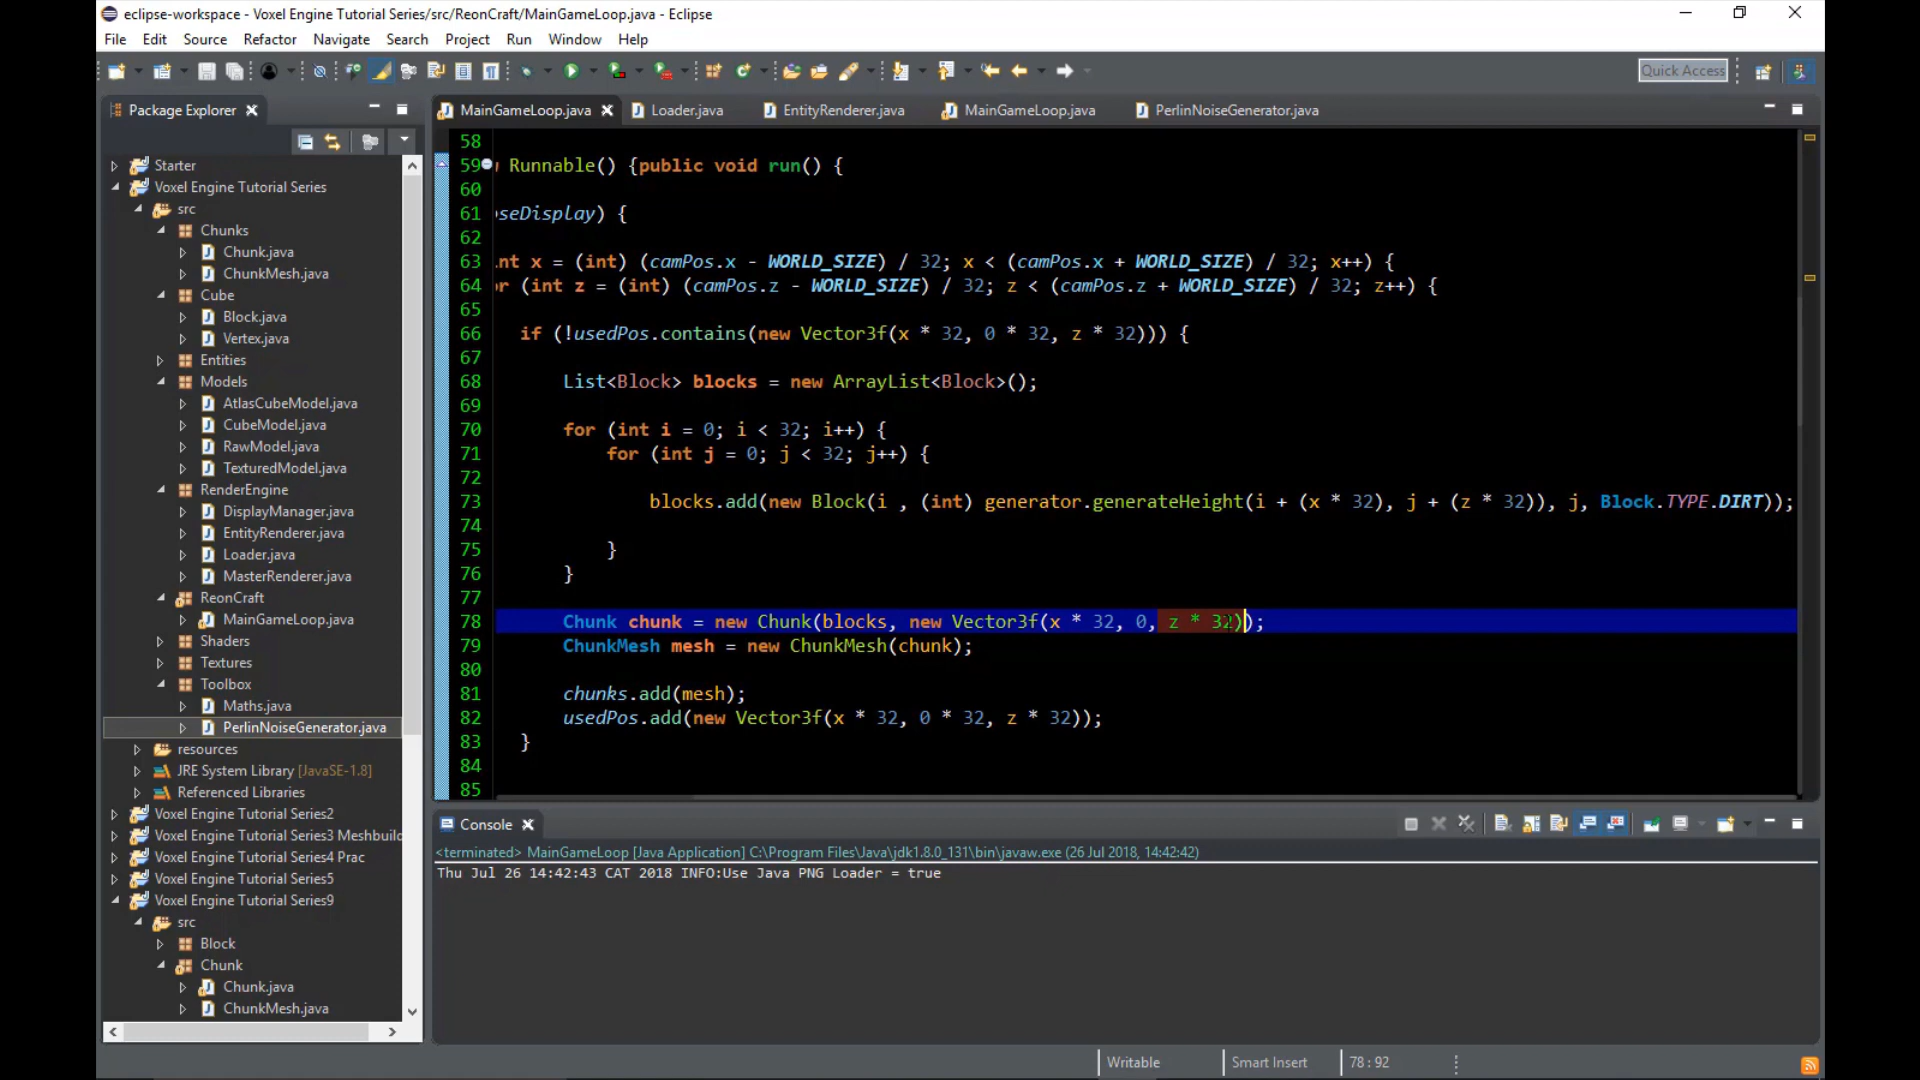 eclipse-workspace - Voxel Engine Tutorial Series/src/ReonCraft/MainGameLoop.java - Eclipse
File Edit Source Refactor Navigate Search Project Run Window Help
Quick Access
Package Explorer
MainGameLoop.java Loader.java EntityRenderer.java MainGameLoop.java PerlinNoiseGenerator.java
Starter
Voxel Engine Tutorial Series
src
Chunks
Chunk.java
ChunkMesh.java
Cube
Block.java
Vertex.java
Entities
Models
AtlasCubeModel.java
CubeModel.java
RawModel.java
TexturedModel.java
RenderEngine
DisplayManager.java
EntityRenderer.java
Loader.java
MasterRenderer.java
ReonCraft
MainGameLoop.java
Shaders
Textures
Toolbox
Maths.java
PerlinNoiseGenerator.java
resources
JRE System Library [JavaSE-1.8]
Referenced Libraries
Voxel Engine Tutorial Series2
Voxel Engine Tutorial Series3 Meshbuilc
Voxel Engine Tutorial Series4 Prac
Voxel Engine Tutorial Series5
Voxel Engine Tutorial Series9
src
Block
Chunk
Chunk.java
ChunkMesh.java
58
59 Runnable() {public void run() {
60
61 oseDisplay) {
62
63 int x = (int) (camPos.x - WORLD_SIZE) / 32; x < (camPos.x + WORLD_SIZE) / 32; x++) {
64 or (int z = (int) (camPos.z - WORLD_SIZE) / 32; z < (camPos.z + WORLD_SIZE) / 32; z++) {
65
66 if (!usedPos.contains(new Vector3f(x * 32, 0 * 32, z * 32))) {
67
68 List<Block> blocks = new ArrayList<Block>();
69
70 for (int i = 0; i < 32; i++) {
71 for (int j = 0; j < 32; j++) {
72
73 blocks.add(new Block(i , (int) generator.generateHeight(i + (x * 32), j + (z * 32)), j, Block.TYPE.DIRT));
74
75 }
76 }
77
78 Chunk chunk = new Chunk(blocks, new Vector3f(x * 32, 0, z * 32));
79 ChunkMesh mesh = new ChunkMesh(chunk);
80
81 chunks.add(mesh);
82 usedPos.add(new Vector3f(x * 32, 0 * 32, z * 32));
83 }
84
85
Console
<terminated> MainGameLoop [Java Application] C:\Program Files\Java\jdk1.8.0_131\bin\javaw.exe (26 Jul 2018, 14:42:42)
Thu Jul 26 14:42:43 CAT 2018 INFO:Use Java PNG Loader = true
Writable Smart Insert 78:92